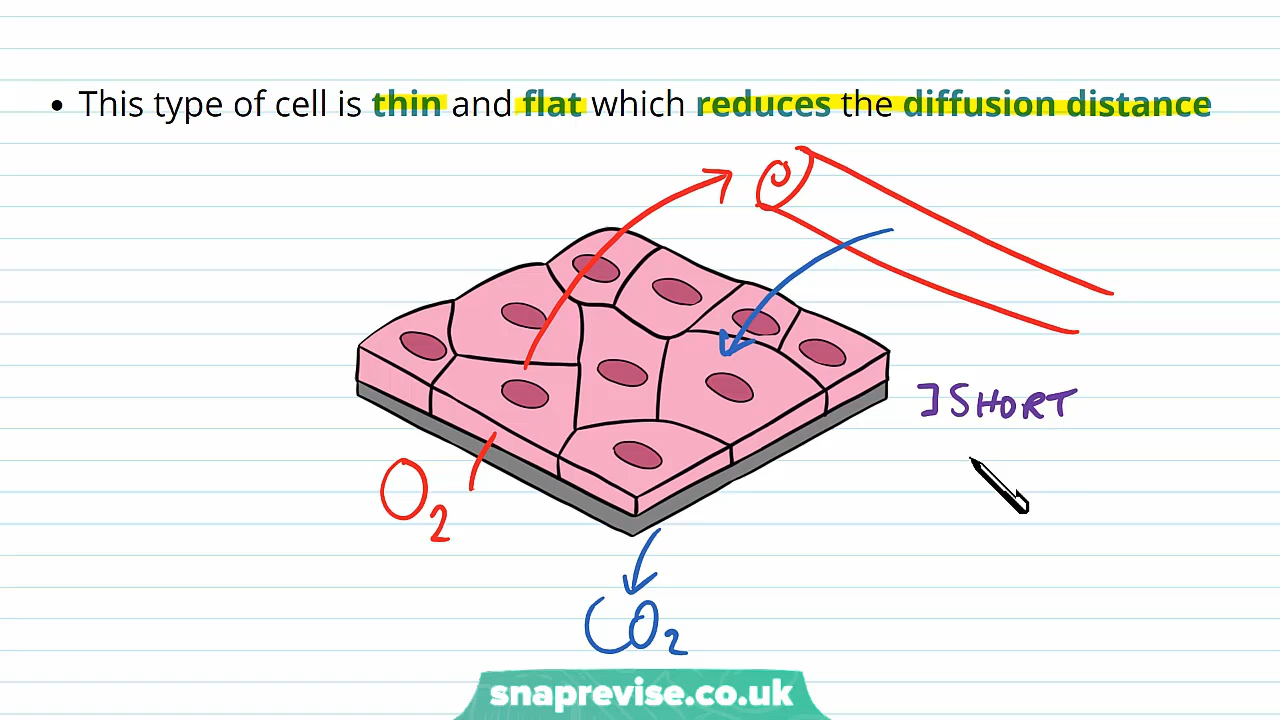 • This type of cell is thin and flat which reduces the diffusion distance
SHORT
O2
CO2
snaprevise.co.uk